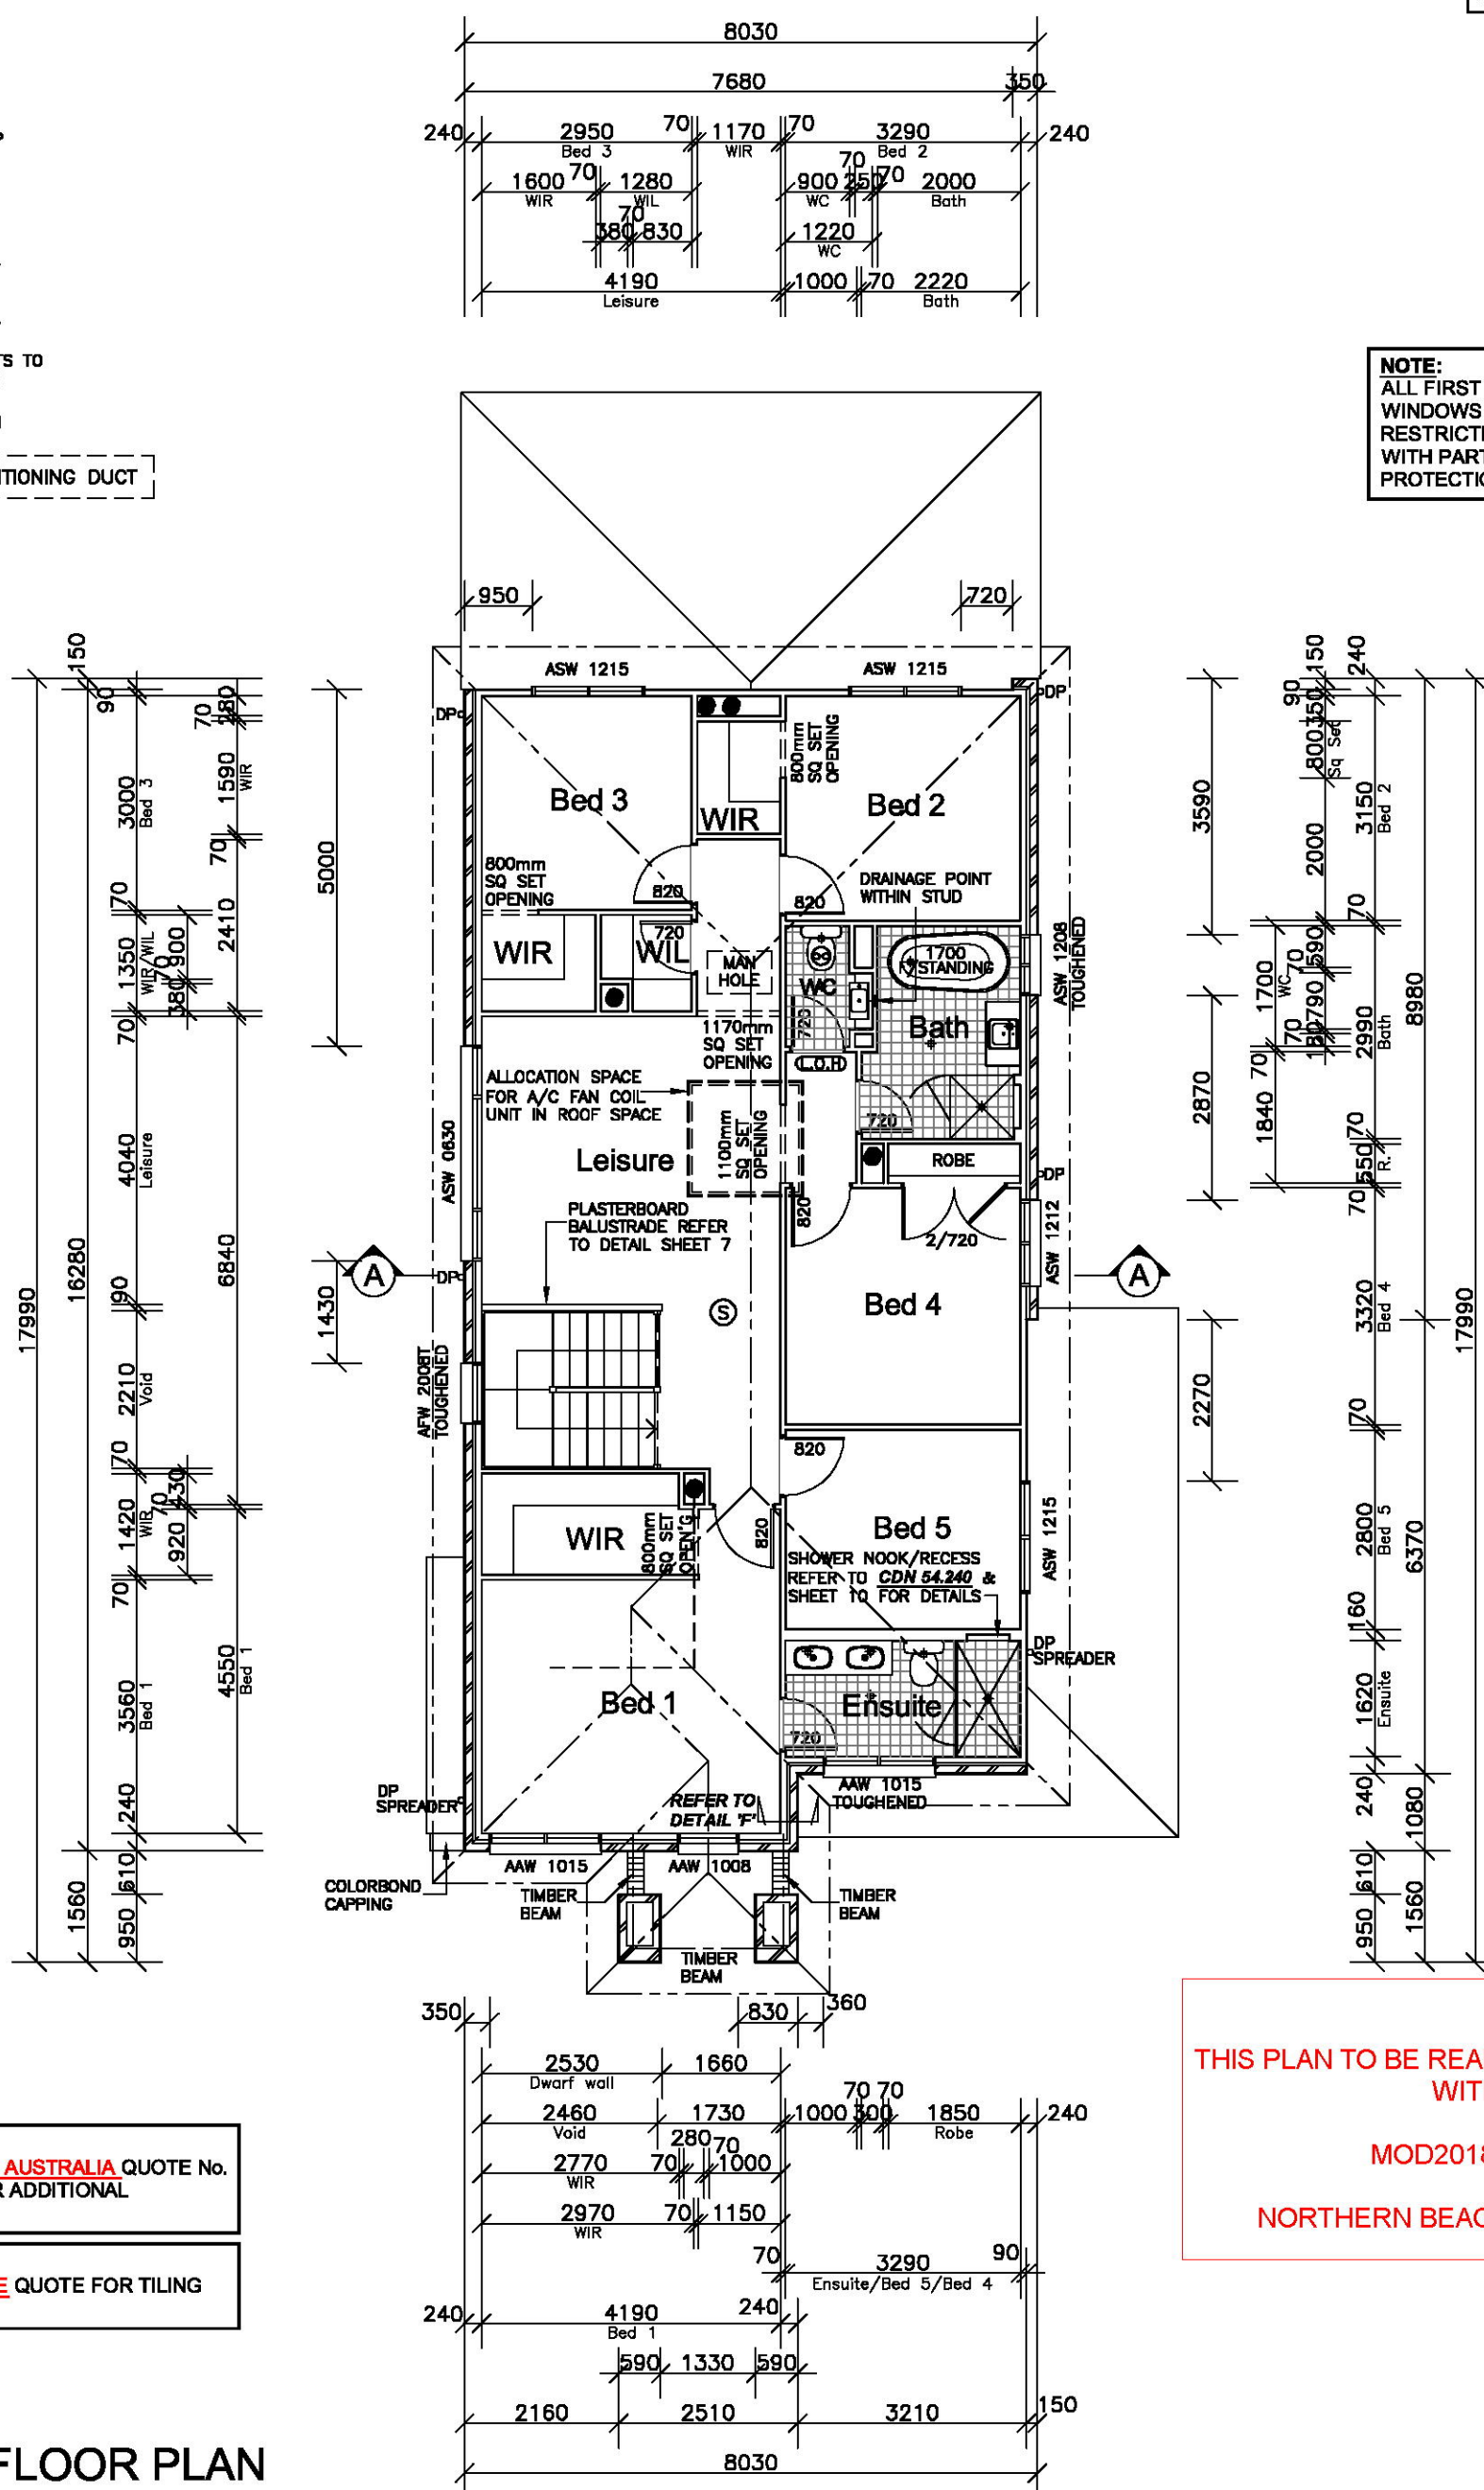 8030
7680
350
240
2950
Bed 3
70
1170
WIR
70
3290
Bed 2
240
1600
WIR
70
1280
WIL
900
WC
70
250
70
2000
Bath
380
70
830
1220
WC
4190
Leisure
1000
70
2220
Bath
TS TO
ITIONING DUCT
NOTE:
ALL FIRST
WINDOWS
WITH PART
950
720
ASW 1215
ASW 1215
DP
DP
Bed 3
WIR
800mm
SQ SET
OPENING
Bed 2
800mm
SQ SET
OPENING
820
820
DRAINAGE POINT
WITHIN STUD
WIR
WIL
720
MAN
HOLE
WC
720
1700
F/STANDING
Bath
ASW 1208
TOUGHENED
1170mm
SQ SET
OPENING
L.O.H
ALLOCATION SPACE
FOR A/C FAN COIL
UNIT IN ROOF SPACE
1100mm
SQ SET
OPENING
720
ASW 0630
Leisure
ROBE
DP
PLASTERBOARD
BALUSTRADE REFER
TO DETAIL SHEET 7
820
2/720
ASW 1212
A
DP
A
S
Bed 4
AFW 2008T
TOUGHENED
820
WIR
800mm
SQ SET
OPEN'G
820
Bed 5
ASW 1215
SHOWER NOOK/RECESS
REFER TO CDN 54.240 &
SHEET 10 FOR DETAILS
DP
SPREADER
Bed 1
Ensuite
720
DP
SPREADER
REFER TO
DETAIL 'F'
AAW 1015
TOUGHENED
AAW 1015
AAW 1008
COLORBOND
CAPPING
TIMBER
BEAM
TIMBER
BEAM
TIMBER
BEAM
17990
150
16280
1560
90
3000
Bed 3
70
1350
WIR/WIL
70
4040
Leisure
90
2210
Void
70
1420
WIR
70
3560
Bed 1
240
610
950
280
70
1590
WIR
70
2410
900
70
380
6840
430
70
920
4550
Bed 1
5000
1430
3590
2870
2270
150
90
350
800
Sq Set
2000
590
70
790
70
180
1700
WC
70
1840
240
3150
Bed 2
70
2990
Bath
70
550
R.
70
3320
Bed 4
70
2800
Bed 5
160
1620
Ensuite
240
610
950
8980
6370
1080
1560
17990
350
830
360
2530
Dwarf wall
1660
2460
Void
1730
1000
70
300
70
1850
Robe
240
2770
WIR
70
280
70
1000
2970
WIR
70
1150
70
3290
Ensuite/Bed 5/Bed 4
90
240
4190
Bed 1
240
590
1330
590
2160
2510
3210
150
8030
THIS PLAN TO BE REA
WIT
MOD2018
NORTHERN BEAC
AUSTRALIA QUOTE No.
R ADDITIONAL
E QUOTE FOR TILING
FLOOR PLAN